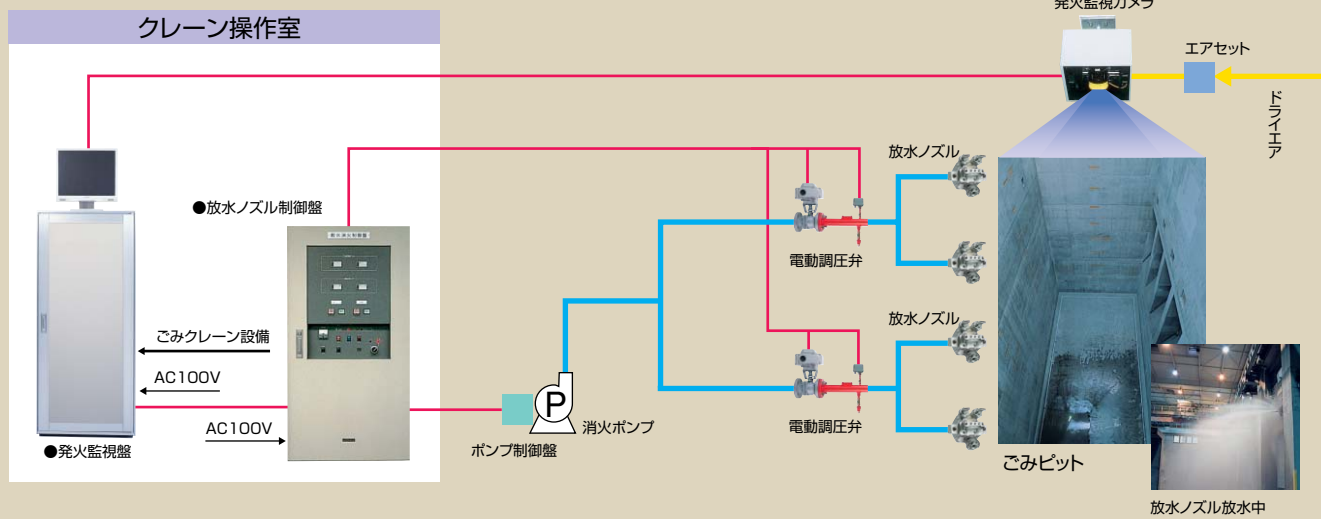 発火監視カメラ
クレーン操作室
エアセット
ドライエア
放水ノズル
●放水ノズル制御盤
電動調圧弁
放水ノズル
ごみクレーン設備
AC100V
AC100V
P
消火ポンプ
電動調圧弁
●発火監視盤
ポンプ制御盤
ごみピット
放水ノズル放水中